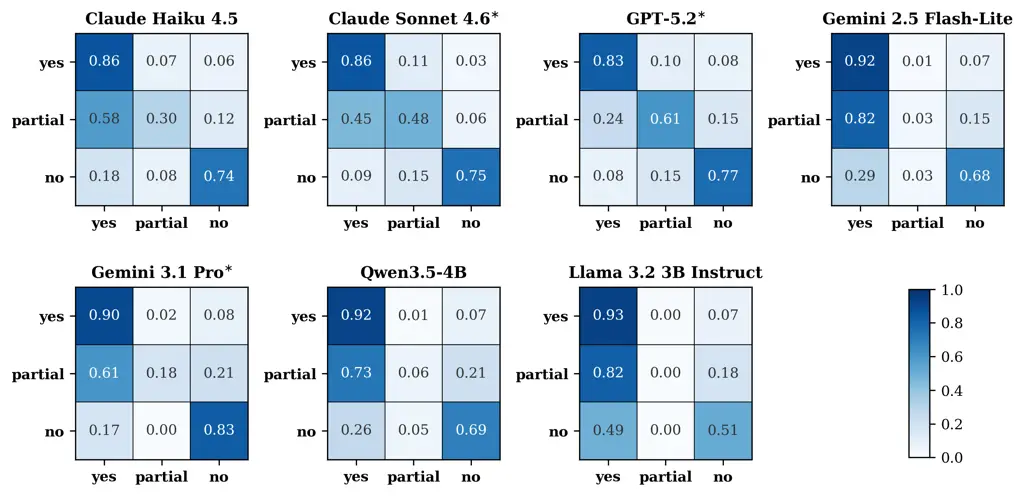 Claude Haiku 4.5 Claude Sonnet 4.6* GPT-5.2* Gemini 2.5 Flash-Lite
yes 0.86 0.07 0.06 yes 0.86 0.11 0.03 yes 0.83 0.10 0.08 yes 0.92 0.01 0.07
partial 0.58 0.30 0.12 partial 0.45 0.48 0.06 partial 0.24 0.61 0.15 partial 0.82 0.03 0.15
no 0.18 0.08 0.74 no 0.09 0.15 0.75 no 0.08 0.15 0.77 no 0.29 0.03 0.68
yes partial no yes partial no yes partial no yes partial no
Gemini 3.1 Pro* Qwen3.5-4B Llama 3.2 3B Instruct
yes 0.90 0.02 0.08 yes 0.92 0.01 0.07 yes 0.93 0.00 0.07
partial 0.61 0.18 0.21 partial 0.73 0.06 0.21 partial 0.82 0.00 0.18
no 0.17 0.00 0.83 no 0.26 0.05 0.69 no 0.49 0.00 0.51
yes partial no yes partial no yes partial no
1.0
0.8
0.6
0.4
0.2
0.0